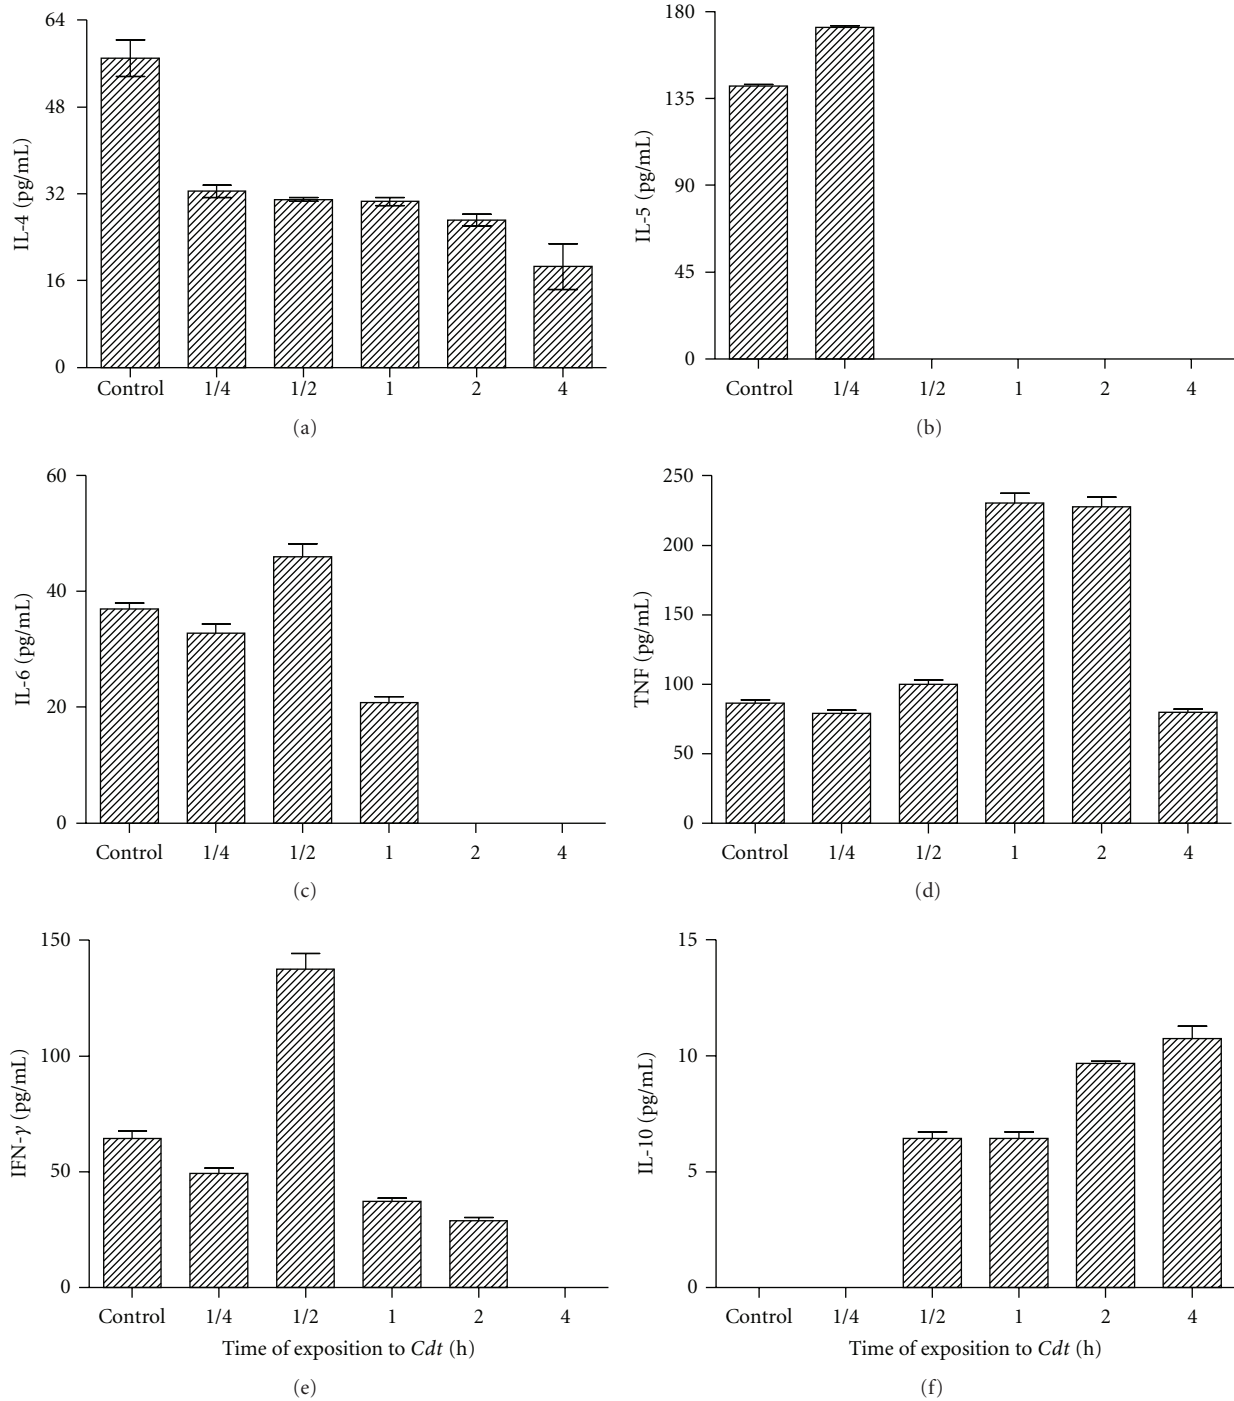 64
48
32
16
0
IL-4 (pg/mL)
Control 1/4 1/2 1 2 4
(a)
180
135
90
45
0
IL-5 (pg/mL)
Control 1/4 1/2 1 2 4
(b)
60
40
20
0
IL-6 (pg/mL)
Control 1/4 1/2 1 2 4
(c)
250
200
150
100
50
0
TNF (pg/mL)
Control 1/4 1/2 1 2 4
(d)
150
100
50
0
IFN-γ (pg/mL)
Control 1/4 1/2 1 2 4
Time of exposition to Cdt (h)
(e)
15
10
5
0
IL-10 (pg/mL)
Control 1/4 1/2 1 2 4
Time of exposition to Cdt (h)
(f)